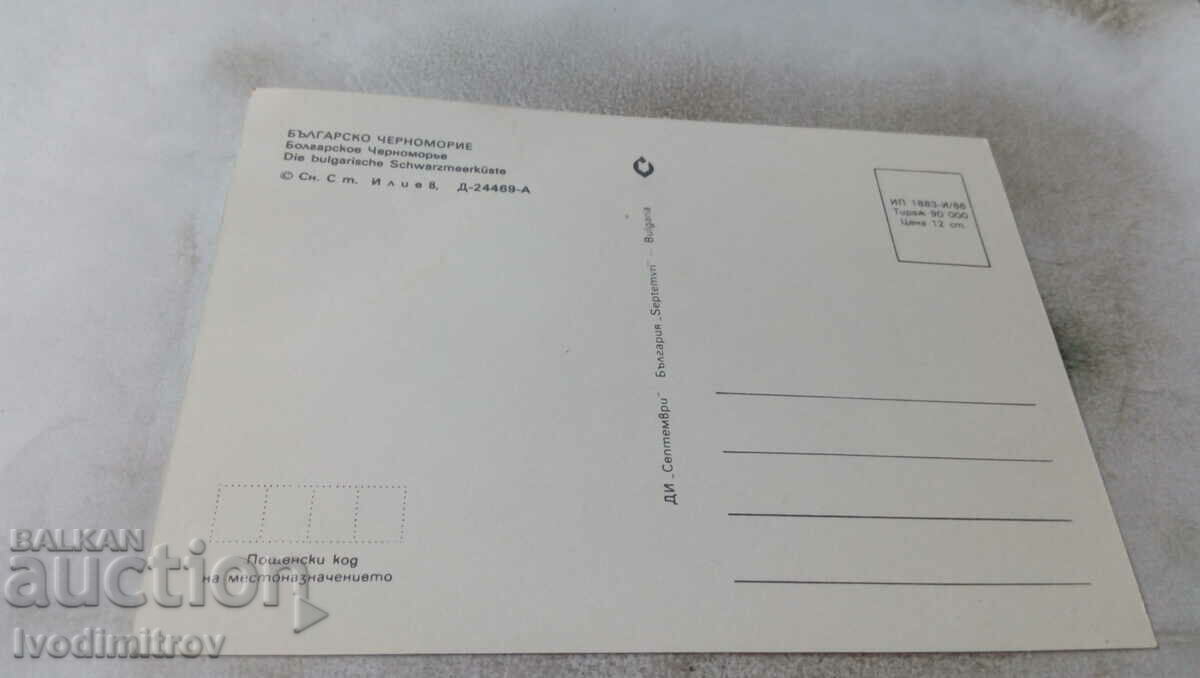 БЪЛГАРСКО ЧЕРНОМОРИЕ
Болгарское Черноморье
Die bulgarische Schwarzmeerküste
© Сн. Ст. Илиев, Д-24469-А
ДИ „Септември" България „Septemvri" – Bulgaria
ИП 1883-И/86
Тираж 90 000
Цена 12 ст.
Пощенски код
на местоназначението
BALKAN
auction
Ivodimitrov